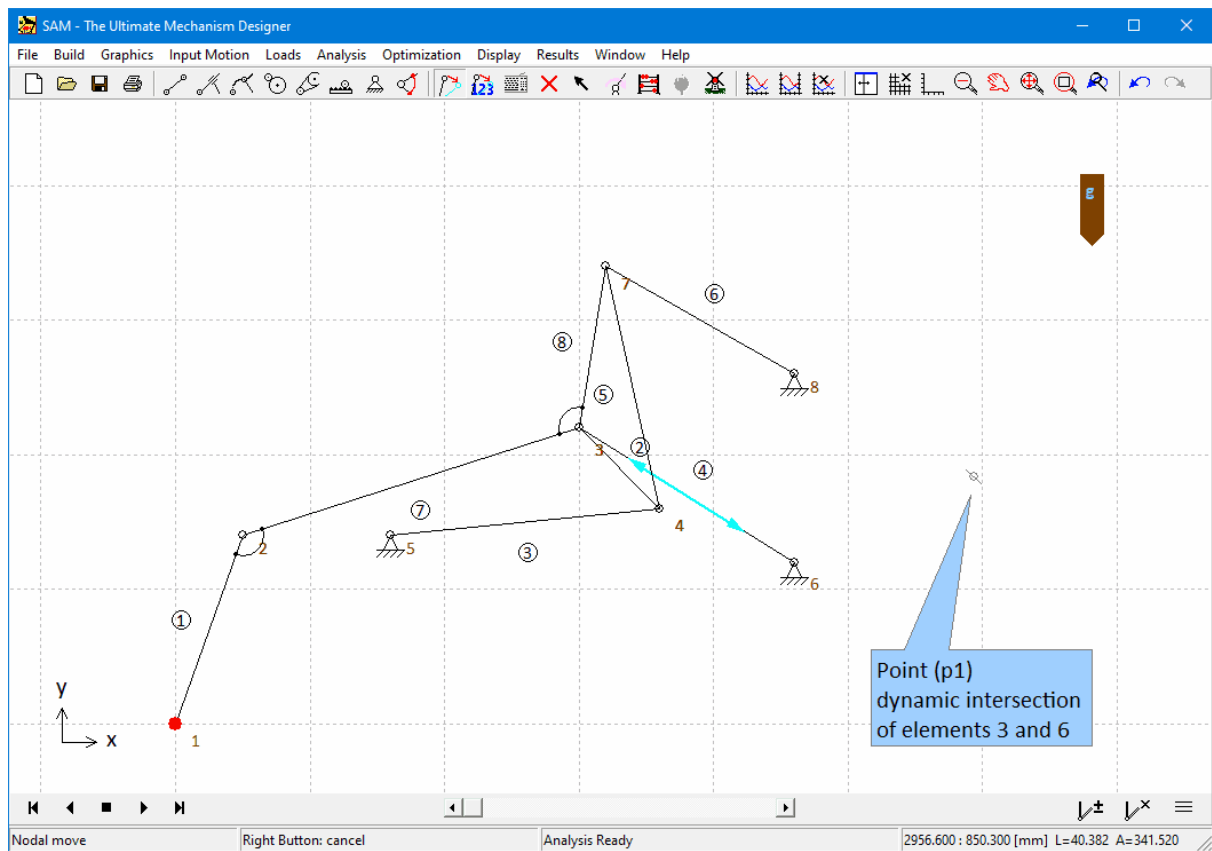 SAM - The Ultimate Mechanism Designer
File Build Graphics Input Motion Loads Analysis Optimization Display Results Window Help
123
g
7
⑥
⑧
8
⑤
3
②
④
4
⑦
2
5
③
6
①
Point (p1)
dynamic intersection
of elements 3 and 6
y
x
1
Nodal move Right Button: cancel Analysis Ready 2956.600 : 850.300 [mm] L=40.382 A=341.520